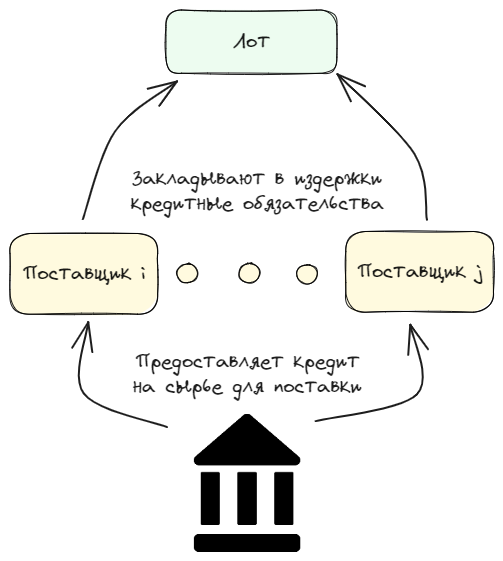 Лот
Закладывают в издержки
кредитные обязательства
Поставщик i
Поставщик j
Предоставляет кредит
на сырье для поставки